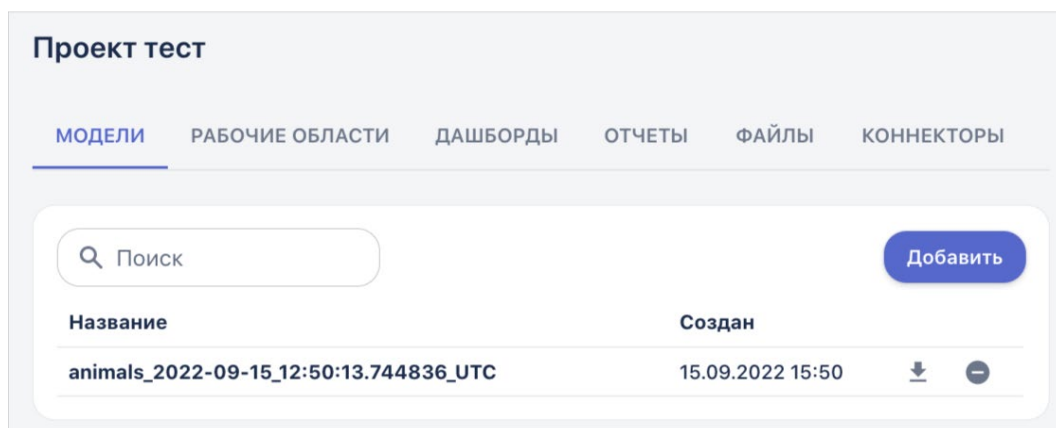 Проект тест
МОДЕЛИ РАБОЧИЕ ОБЛАСТИ ДАШБОРДЫ ОТЧЕТЫ ФАЙЛЫ КОННЕКТОРЫ
Поиск Добавить
Название Создан
animals_2022-09-15_12:50:13.744836_UTC 15.09.2022 15:50